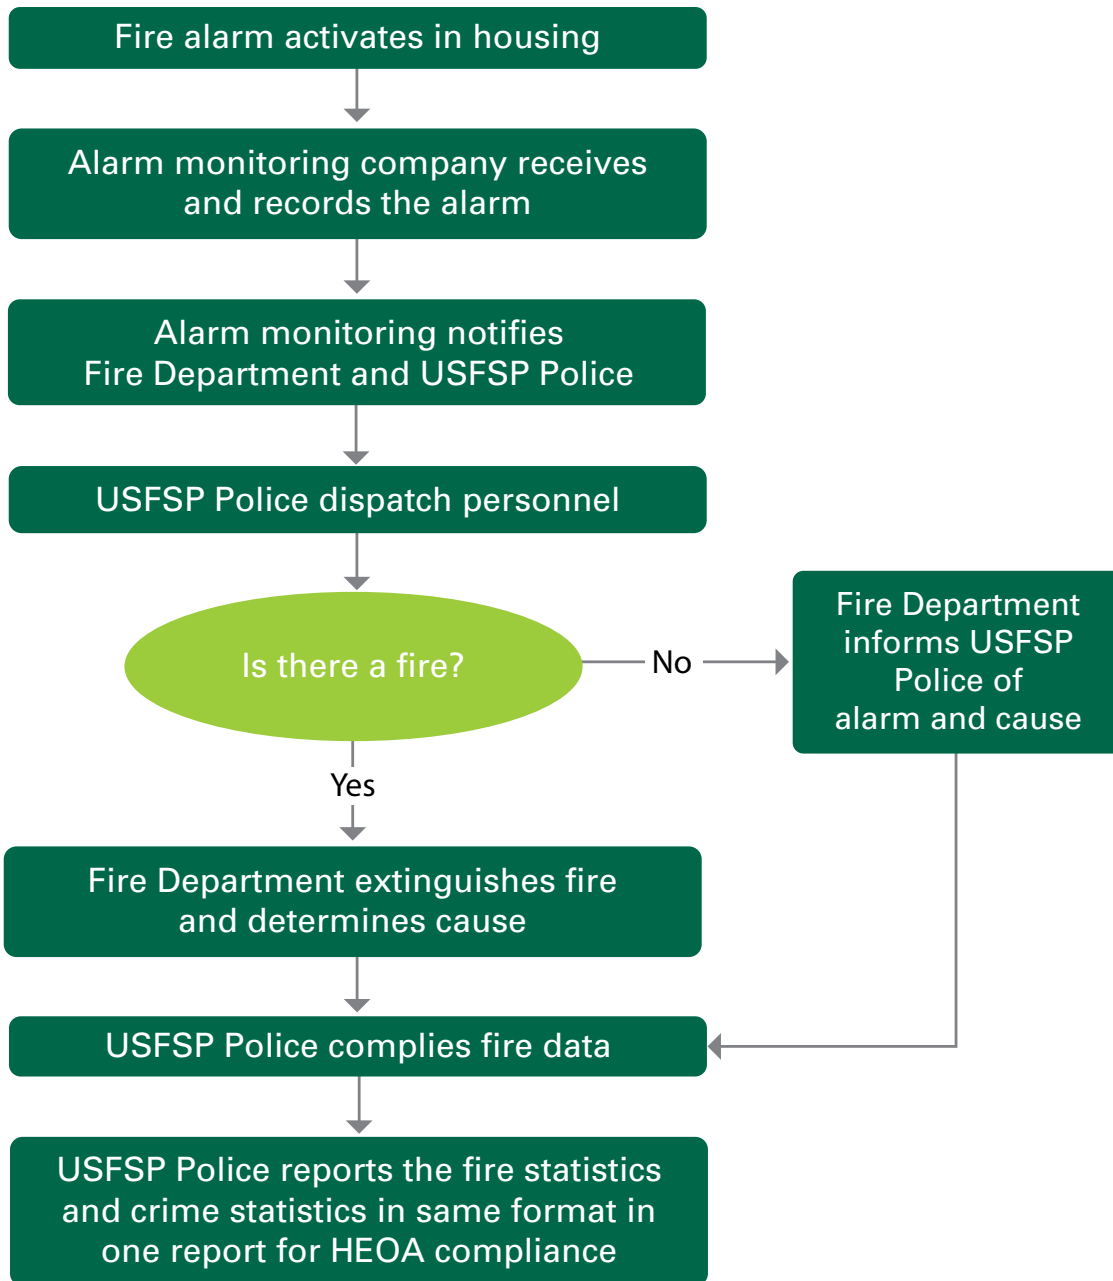 Fire alarm activates in housing
Alarm monitoring company receives
and records the alarm
Alarm monitoring notifies
Fire Department and USFSP Police
USFSP Police dispatch personnel
Is there a fire?
No
Fire Department
informs USFSP
Police of
alarm and cause
Yes
Fire Department extinguishes fire
and determines cause
USFSP Police complies fire data
USFSP Police reports the fire statistics
and crime statistics in same format in
one report for HEOA compliance